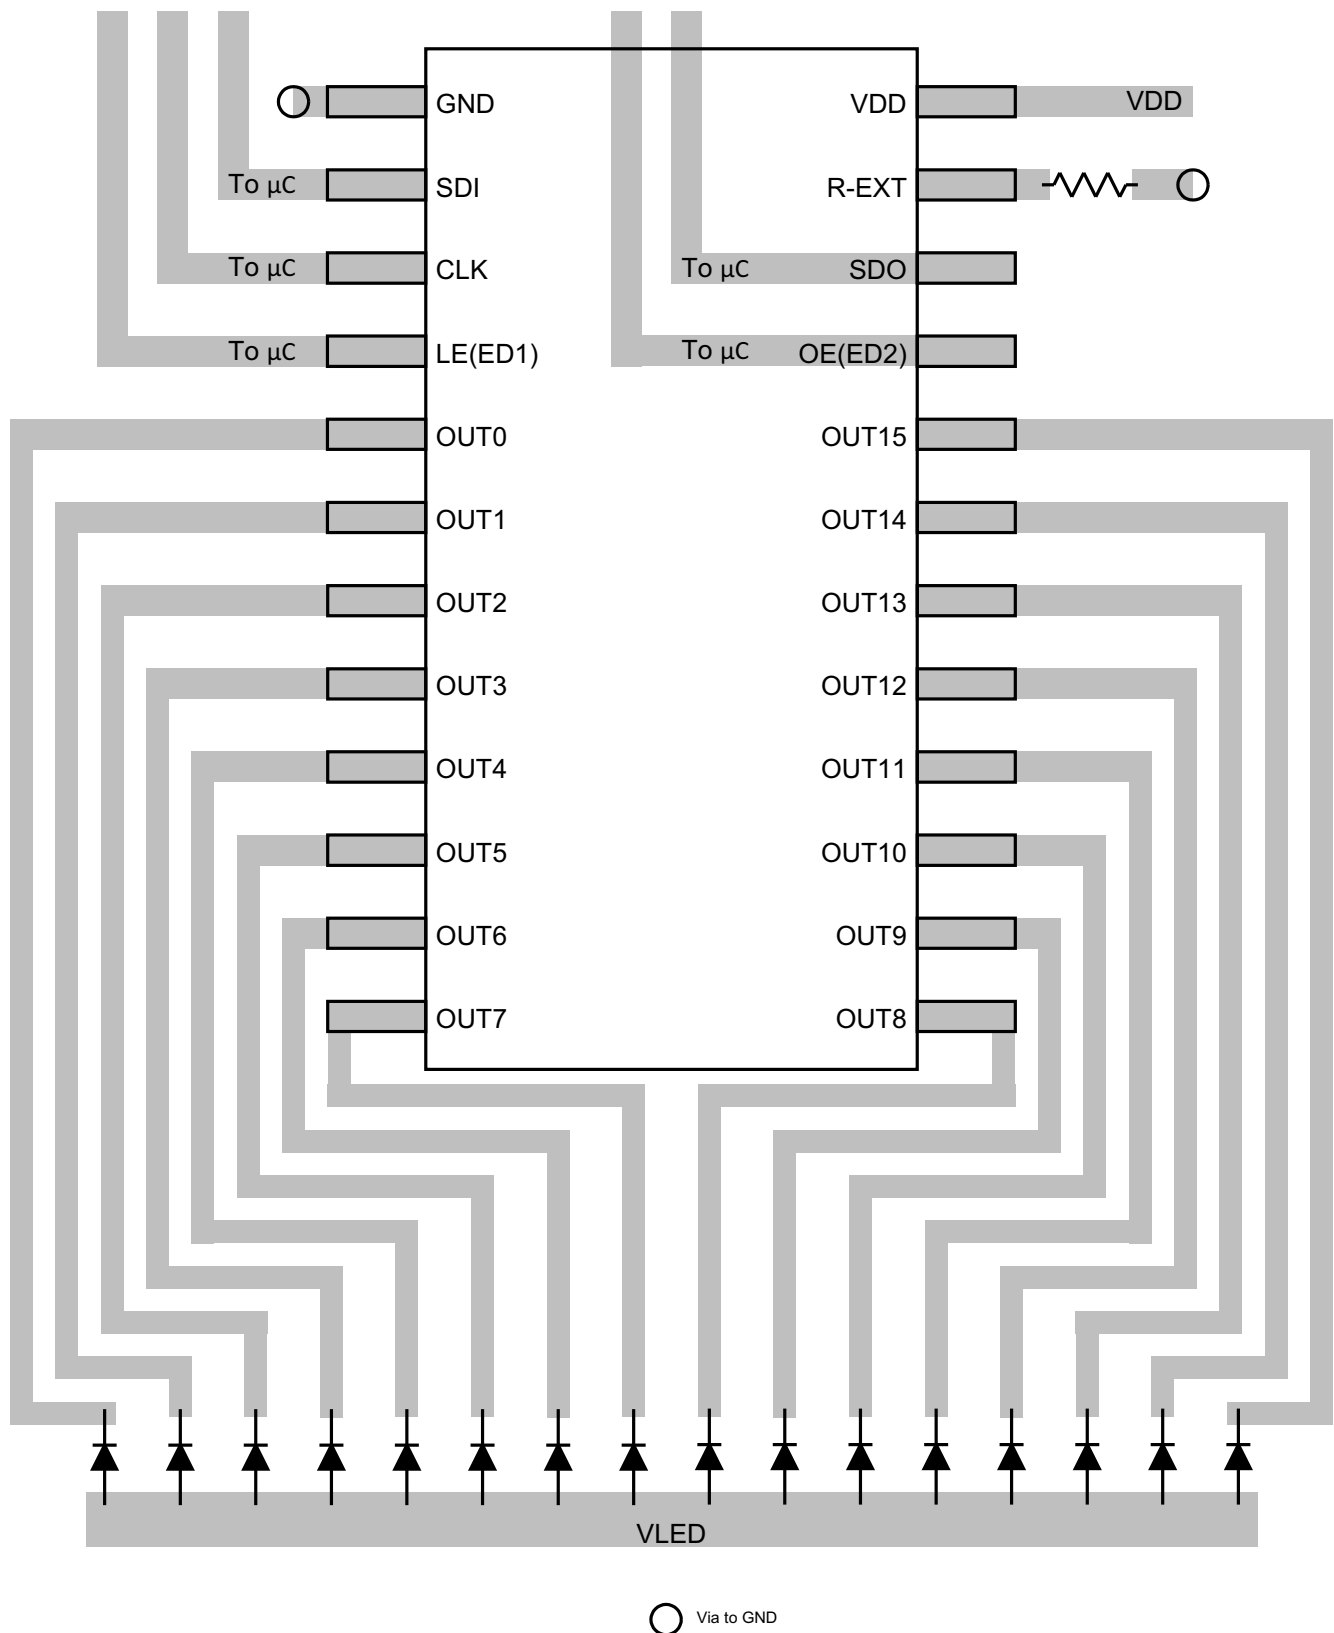 GND VDD VDD
To μC SDI R-EXT
To μC CLK To μC SDO
To μC LE(ED1) To μC OE(ED2)
OUT0 OUT15
OUT1 OUT14
OUT2 OUT13
OUT3 OUT12
OUT4 OUT11
OUT5 OUT10
OUT6 OUT9
OUT7 OUT8
VLED
Via to GND